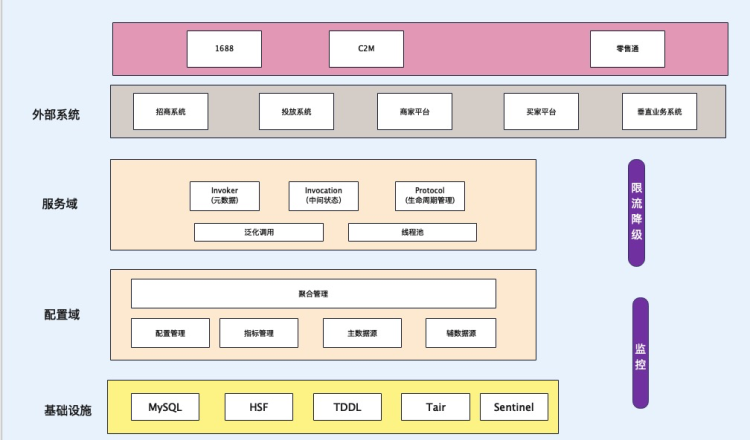 1688
C2M
零售通
外部系统
招商系统
投放系统
商家平台
买家平台
垂直业务系统
服务域
Invoker
(元数据)
Invocation
(中间状态)
Protocol
(生命周期管理)
泛化调用
线程池
限流降级
配置域
聚合管理
配置管理
指标管理
主数据源
辅数据源
监控
基础设施
MySQL
HSF
TDDL
Tair
Sentinel